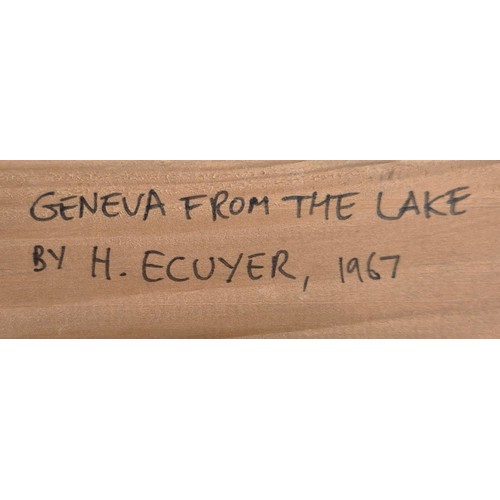 GENEVA FROM THE LAKE
BY H. ECUYER, 1967